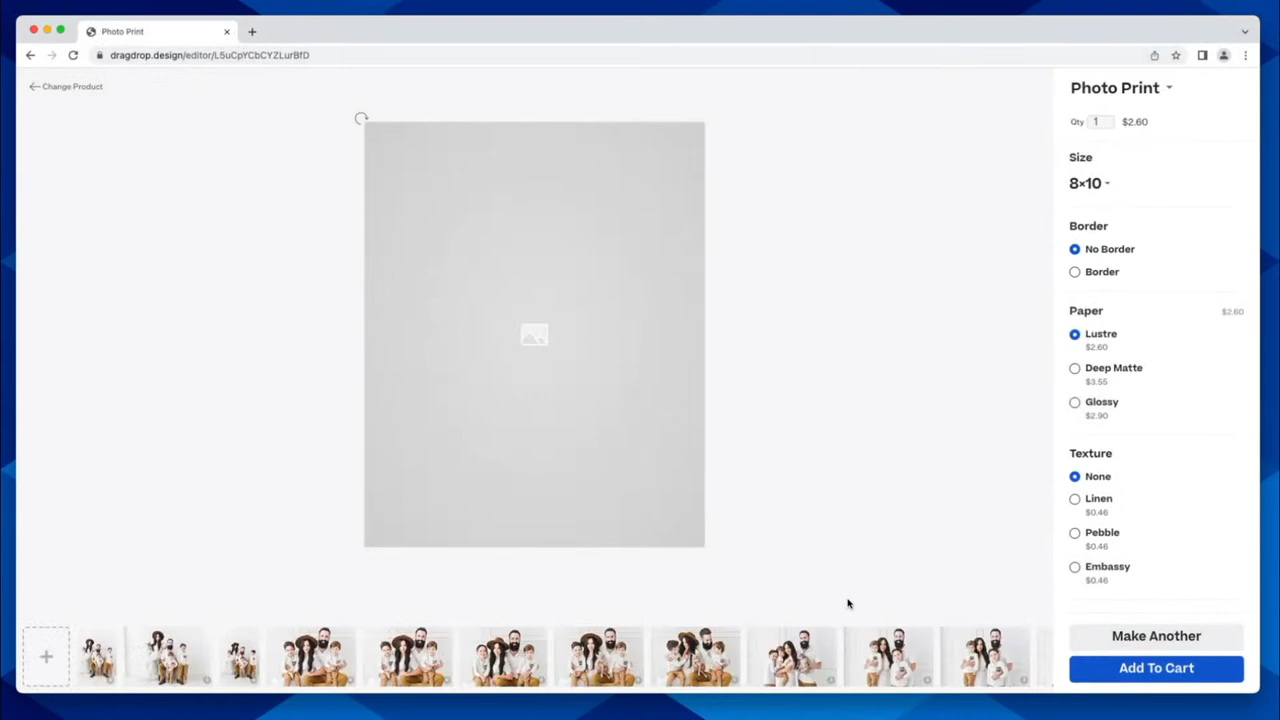 Photo Print
dragdrop.design/editor/L5uCpYCbCYZLurBfD
Change Product
Photo Print
Qty 1 $2.60
Size
8×10
Border
No Border
Border
Paper $2.60
Lustre
$2.60
Deep Matte
$3.55
Glossy
$2.90
Texture
None
Linen
$0.46
Pebble
$0.46
Embassy
$0.46
Make Another
Add To Cart